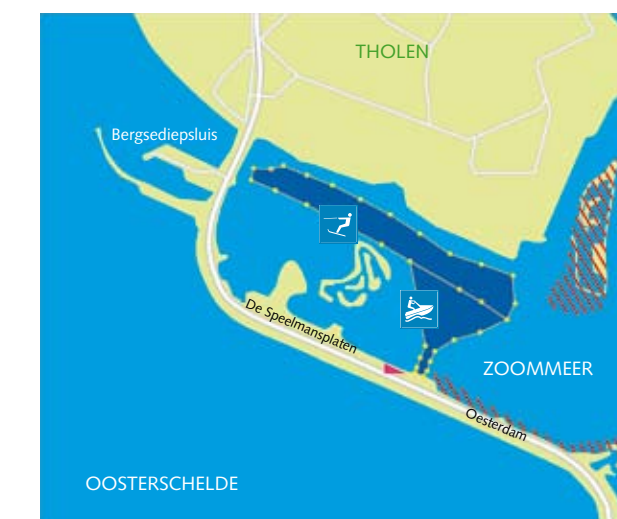 THOLEN
Bergsediepsluis
De Speelmansplaten
ZOOMMEER
Oesterdam
OOSTERSCHELDE